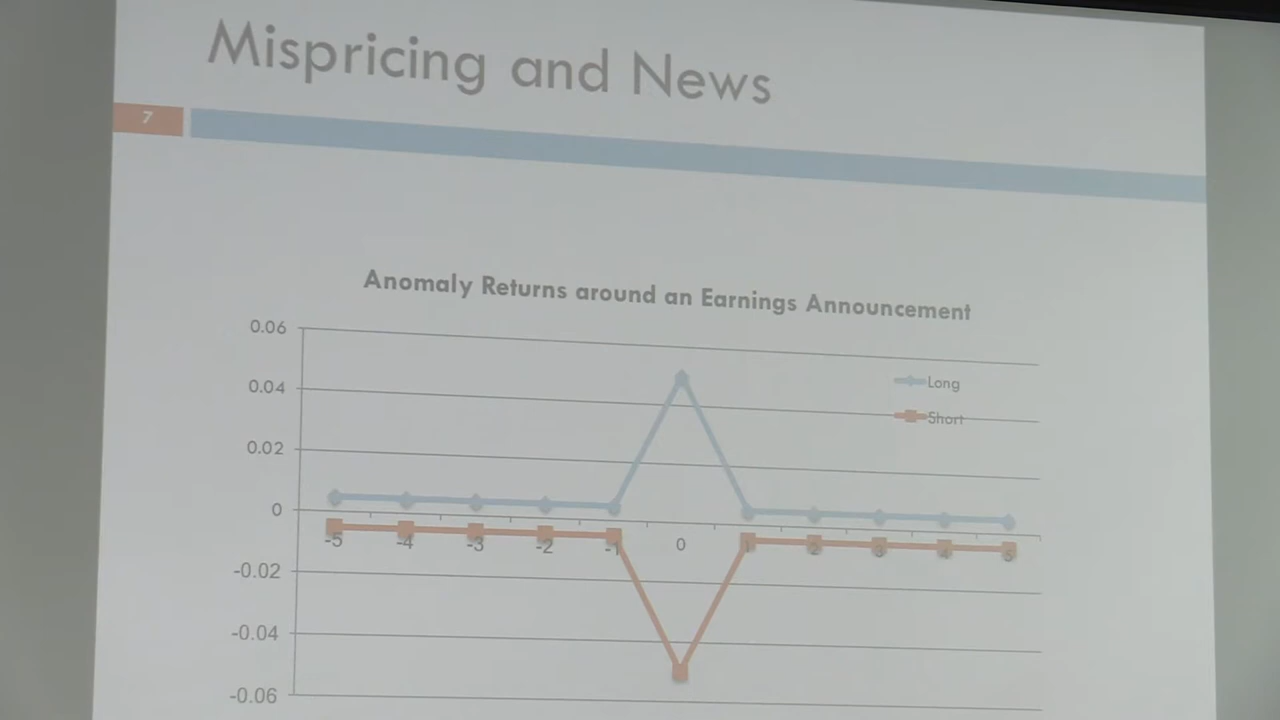 Mispricing and News
7
Anomaly Returns around an Earnings Announcement
0.06
Long
0.04
Short
0.02
0
-5 -4 -3 -2 -1 0 1 2 3 4 5
-0.02
-0.04
-0.06